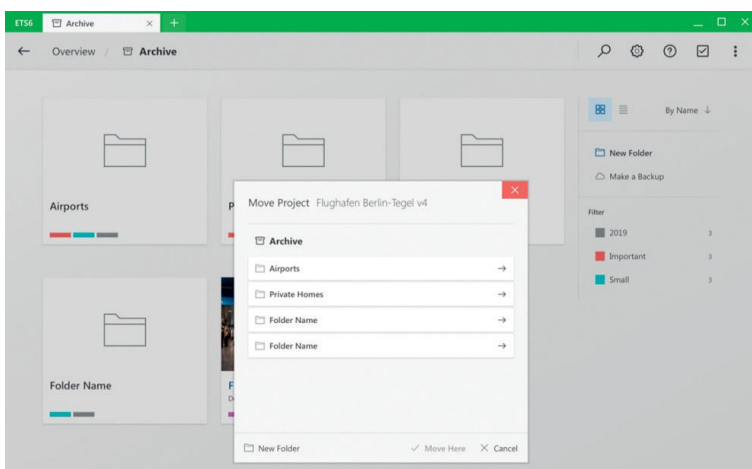 ETS6
Archive
Overview / Archive
By Name
New Folder
Make a Backup
Filter
2019 3
Important 3
Small 3
Airports
P
Folder Name
F
Move Project Flughafen Berlin-Tegel v4
Archive
Airports
Private Homes
Folder Name
Folder Name
New Folder
Move Here
Cancel